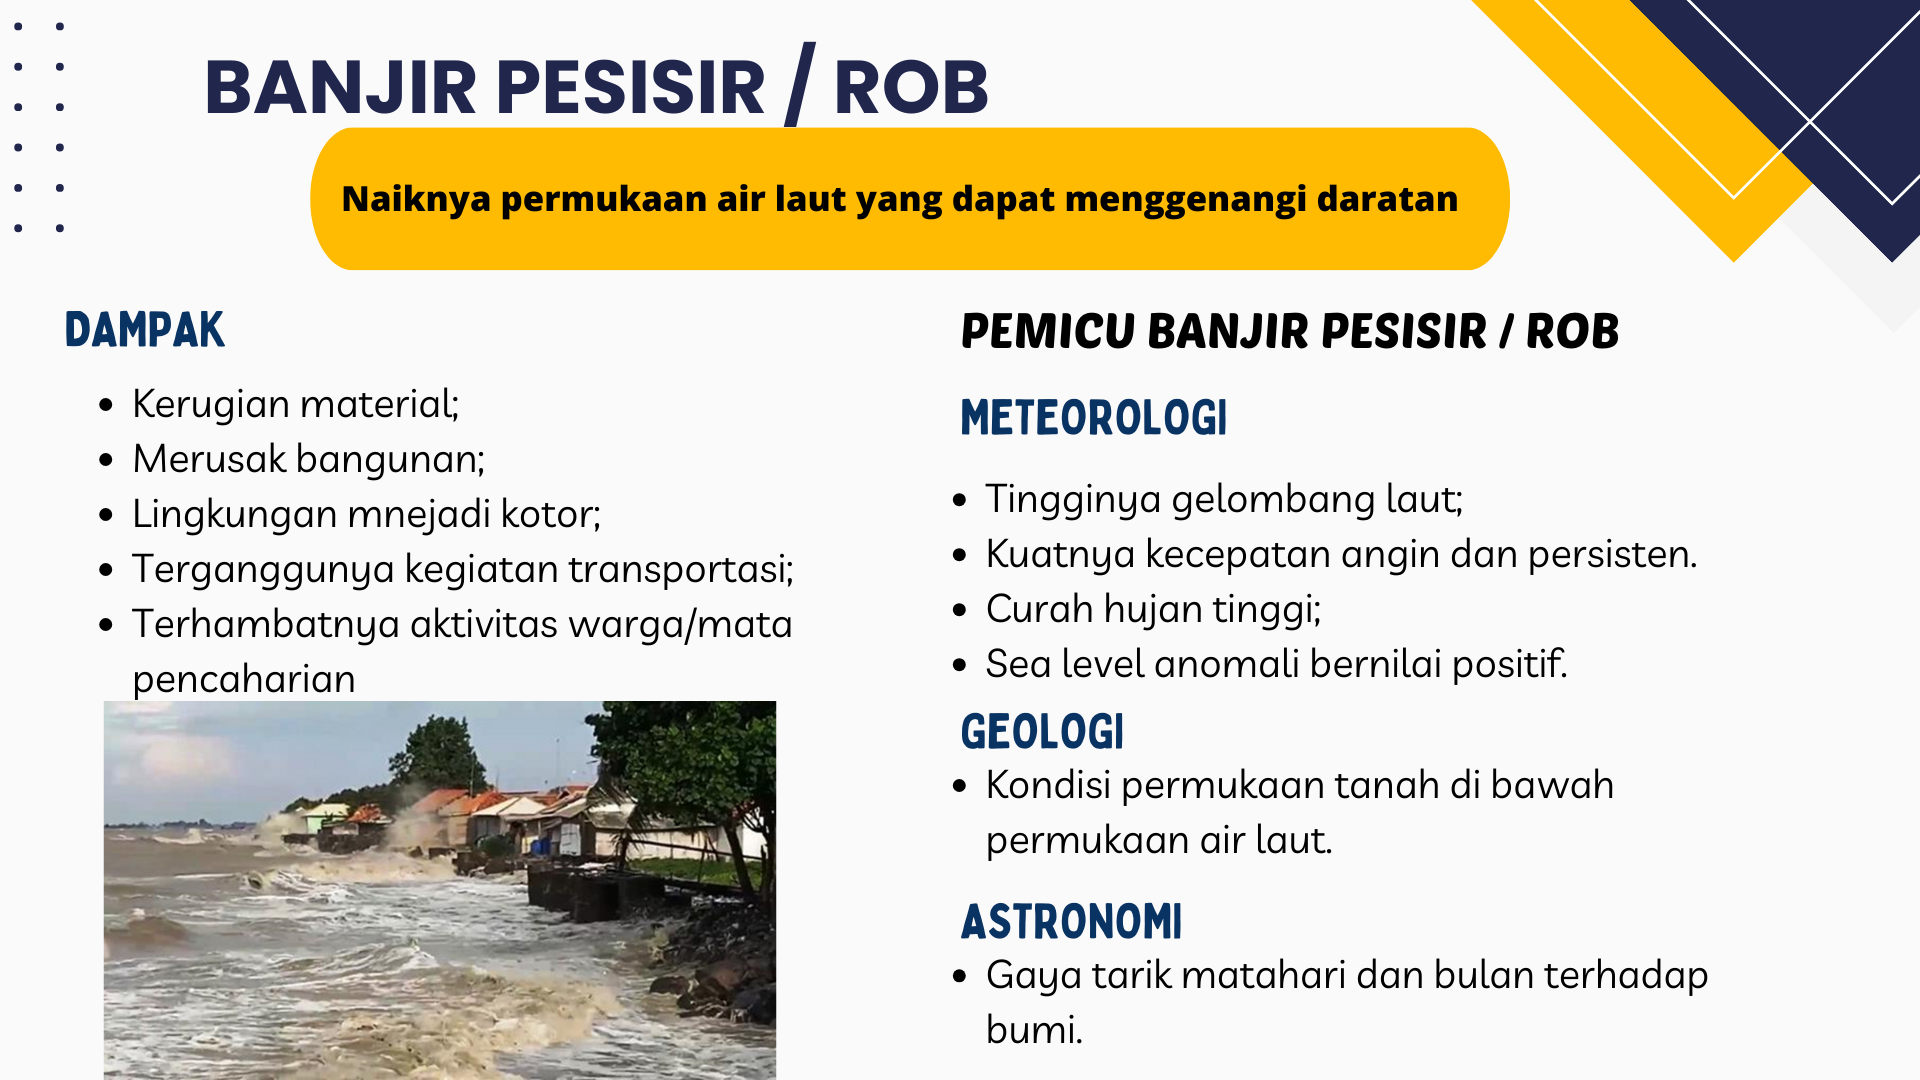 BANJIR PESISIR / ROB
Naiknya permukaan air laut yang dapat menggenangi daratan
DAMPAK
• Kerugian material;
• Merusak bangunan;
• Lingkungan mnejadi kotor;
• Terganggunya kegiatan transportasi;
• Terhambatnya aktivitas warga/mata
pencaharian
PEMICU BANJIR PESISIR / ROB
METEOROLOGI
• Tingginya gelombang laut;
• Kuatnya kecepatan angin dan persisten.
• Curah hujan tinggi;
• Sea level anomali bernilai positif.
GEOLOGI
• Kondisi permukaan tanah di bawah
permukaan air laut.
ASTRONOMI
• Gaya tarik matahari dan bulan terhadap
bumi.